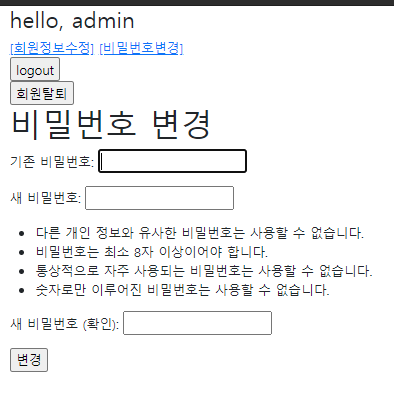 hello, admin
[회원정보수정] [비밀번호변경]
logout
회원탈퇴
비밀번호 변경
기존 비밀번호:
새 비밀번호:
다른 개인 정보와 유사한 비밀번호는 사용할 수 없습니다.
비밀번호는 최소 8자 이상이어야 합니다.
통상적으로 자주 사용되는 비밀번호는 사용할 수 없습니다.
숫자로만 이루어진 비밀번호는 사용할 수 없습니다.
새 비밀번호 (확인):
변경